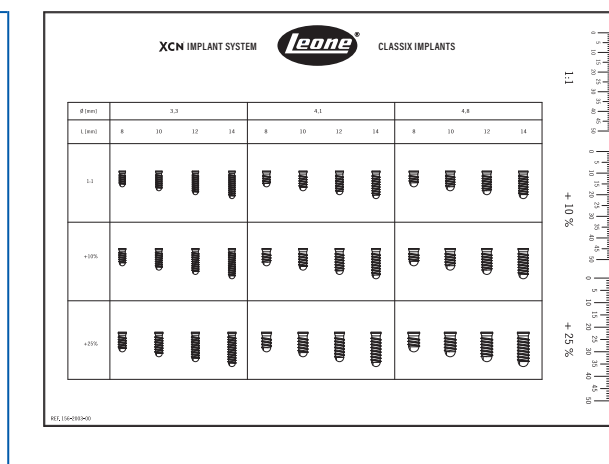 XCN IMPLANT SYSTEM Leone® CLASSIX IMPLANTS
Ø (mm) 3,3 4,1 4,8
L (mm) 8 10 12 14 8 10 12 14 8 10 12 14
1:1
+10%
+25%
REF. 156-2003-00
1:1
0 5 10 15 20 25 30 35 40 45 50
+ 10 %
0 5 10 15 20 25 30 35 40 45 50
+ 25 %
0 5 10 15 20 25 30 35 40 45 50